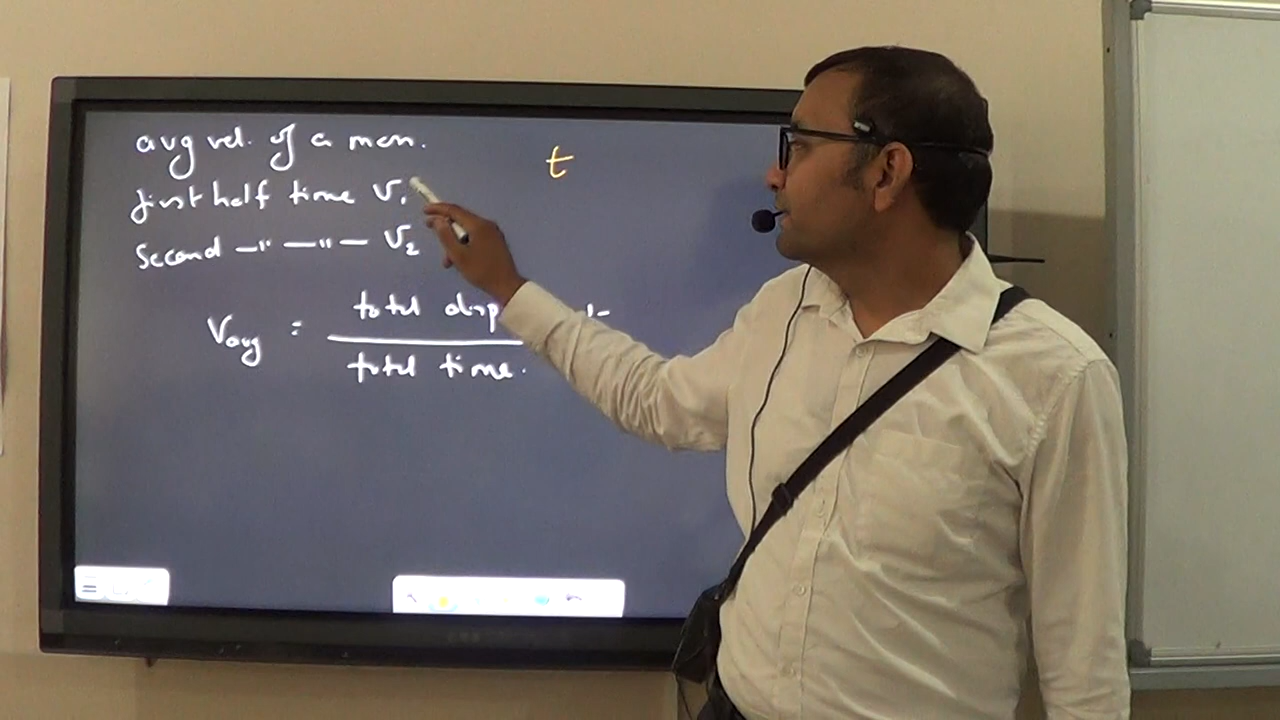 avg vel. of a man.
t
first half time V₁
Second —"— —"— V₂
Vavg = total disp
total time.